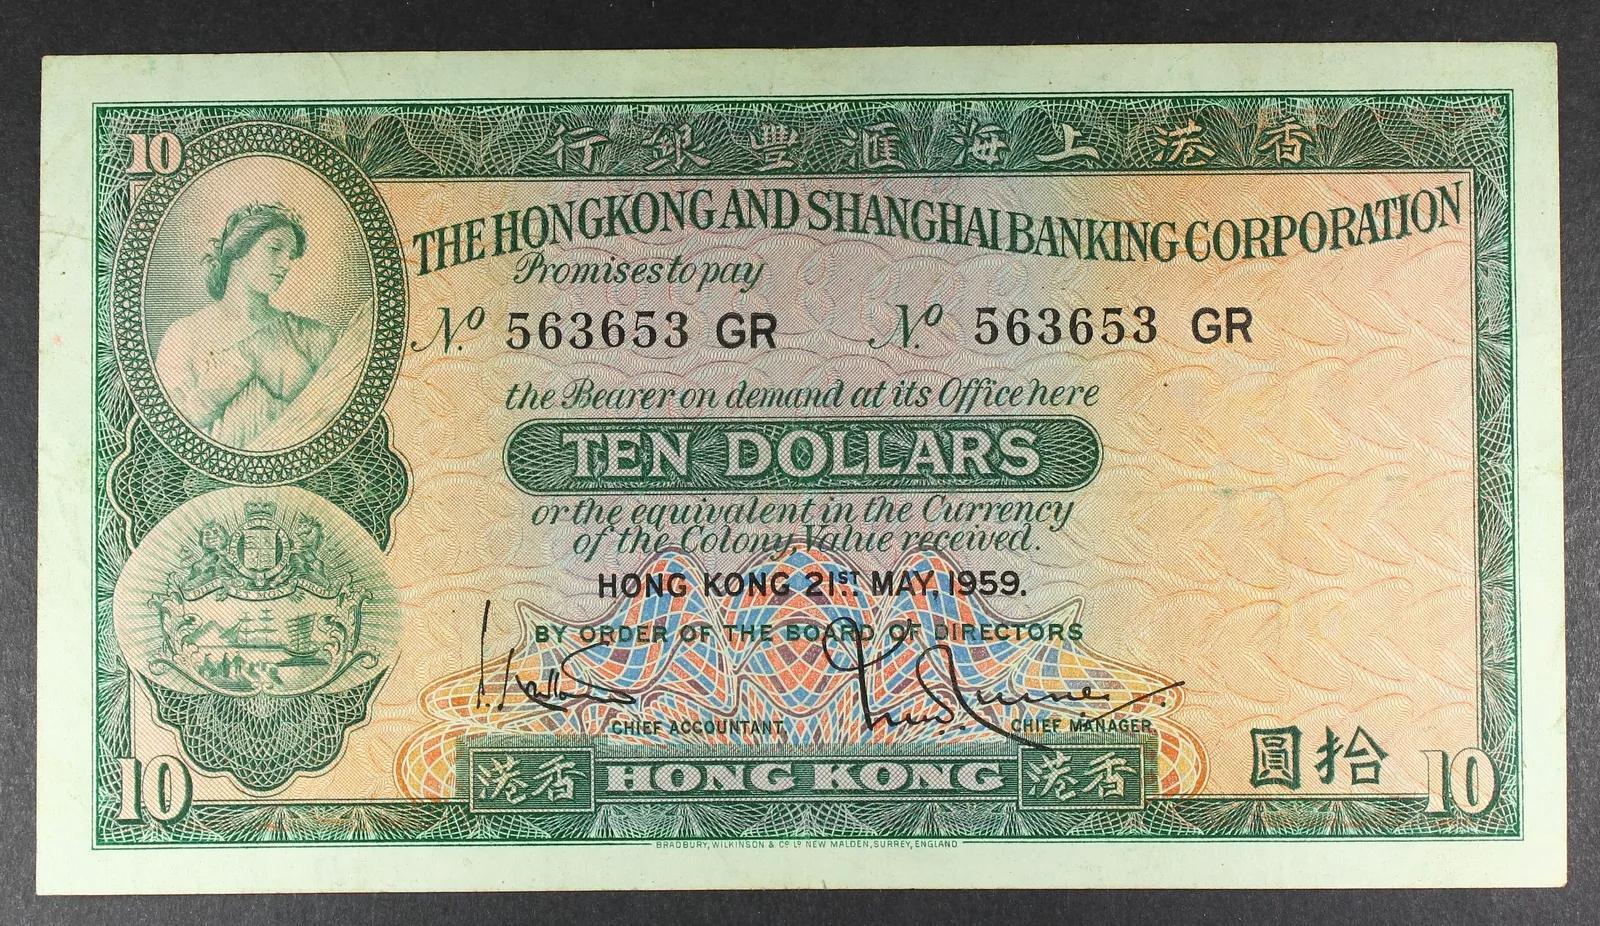 10
行銀豐滙海上港香
THE HONGKONG AND SHANGHAI BANKING CORPORATION
Promises to pay
No. 563653 GR No. 563653 GR
the Bearer on demand at its Office here
TEN DOLLARS
or the equivalent in the Currency
of the Colony, Value received.
HONG KONG 21ST MAY, 1959.
BY ORDER OF THE BOARD OF DIRECTORS
CHIEF ACCOUNTANT. CHIEF MANAGER.
圓拾
10 港香 HONG KONG 港香 10
BRADBURY, WILKINSON & Co. Ld. NEW MALDEN, SURREY, ENGLAND